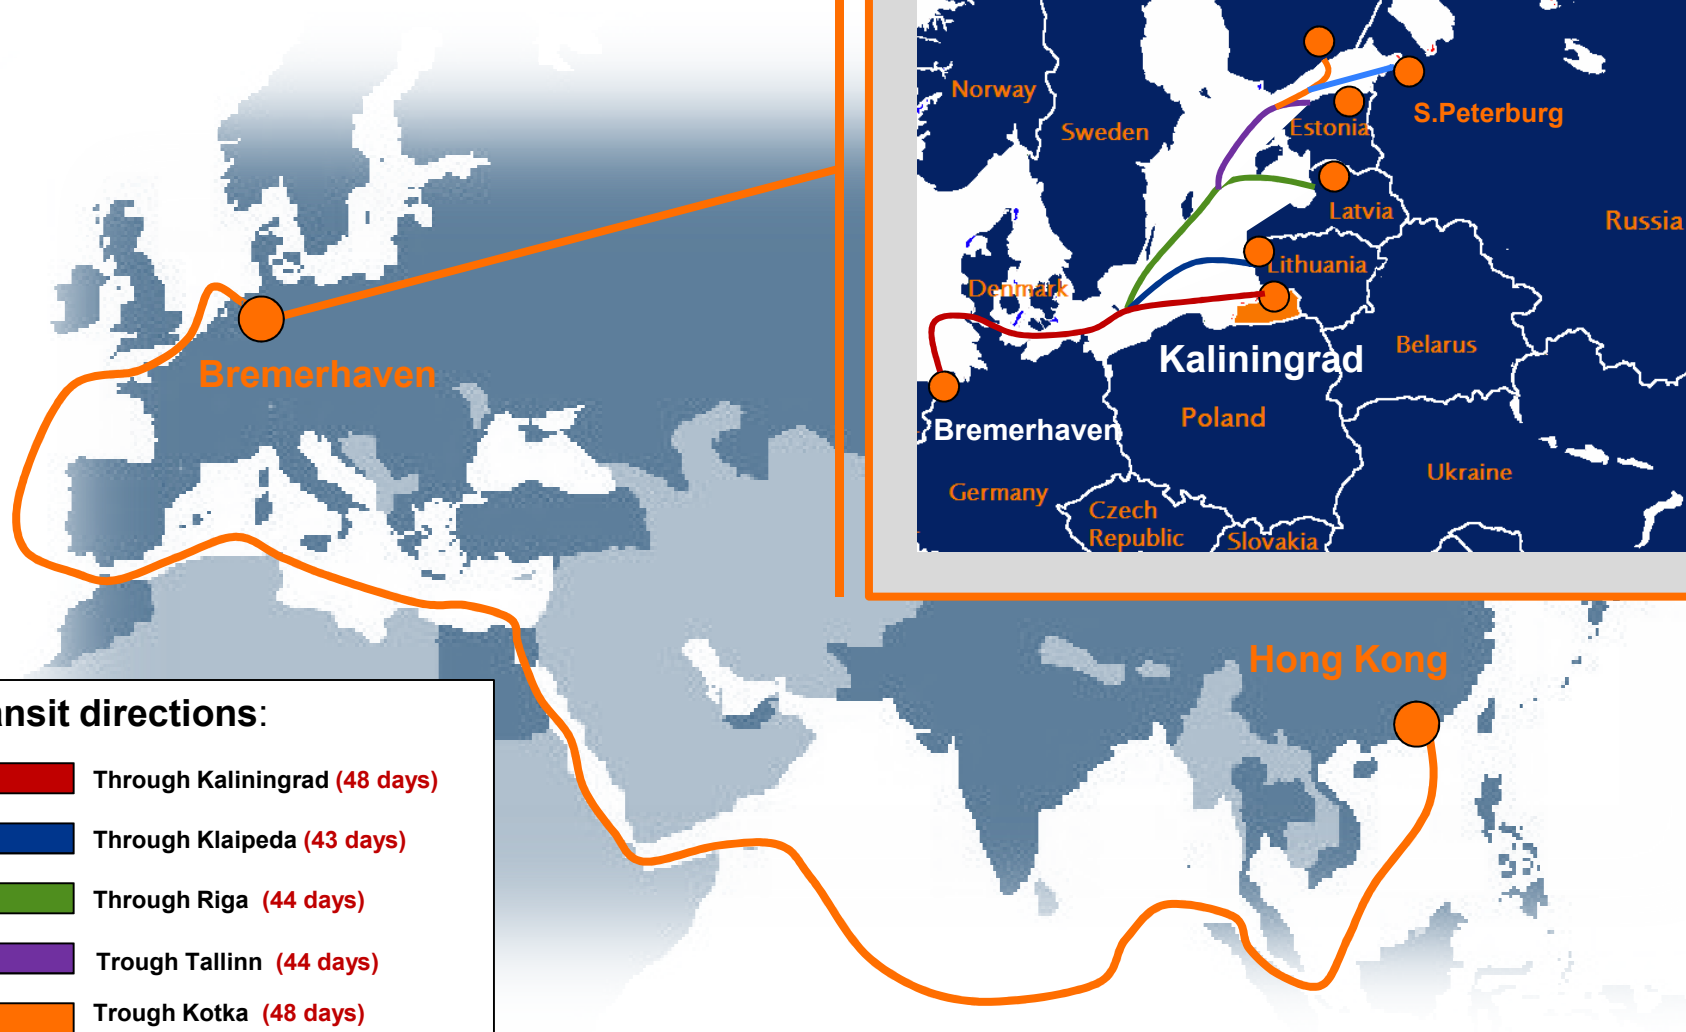 Norway
Sweden
Estonia
S.Peterburg
Latvia
Russia
Lithuania
Denmark
Kaliningrad
Belarus
Bremerhaven
Poland
Bremerhaven
Ukraine
Germany
Czech
Republic
Slovakia
Hong Kong
ansit directions:
Through Kaliningrad (48 days)
Through Klaipeda (43 days)
Through Riga (44 days)
Trough Tallinn (44 days)
Trough Kotka (48 days)